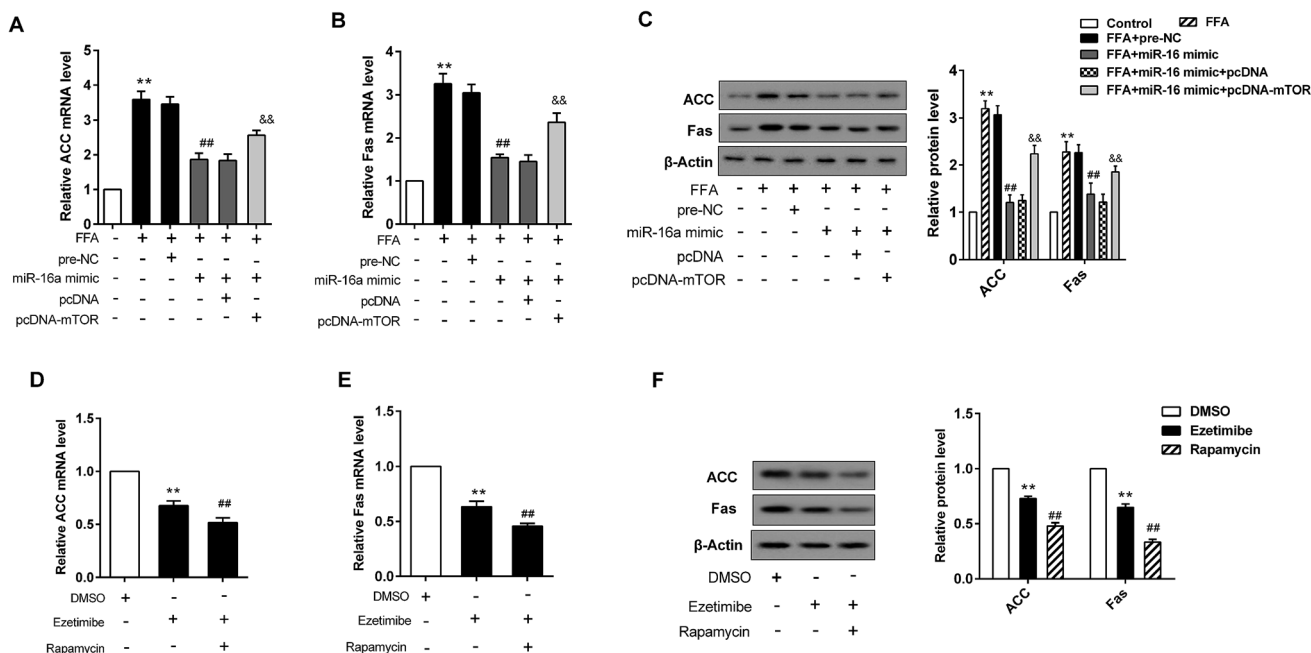 A
Relative ACC mRNA level
5
4
3
2
1
0
**
##
&&
FFA - + + + + +
pre-NC - - + - - -
miR-16a mimic - - - + + +
pcDNA - - - - + -
pcDNA-mTOR - - - - - +
B
Relative Fas mRNA level
4
3
2
1
0
**
##
&&
FFA - + + + + +
pre-NC - - + - - -
miR-16a mimic - - - + + +
pcDNA - - - - + -
pcDNA-mTOR - - - - - +
C
ACC
Fas
β-Actin
FFA - + + + + +
pre-NC - - + - - -
miR-16a mimic - - - + + +
pcDNA - - - - + -
pcDNA-mTOR - - - - - +
Control
FFA
FFA+pre-NC
FFA+miR-16 mimic
FFA+miR-16 mimic+pcDNA
FFA+miR-16 mimic+pcDNA-mTOR
Relative protein level
4
3
2
1
0
**
##
&&
**
##
&&
ACC
Fas
D
Relative ACC mRNA level
1.5
1.0
0.5
0.0
**
##
DMSO + - -
Ezetimibe - + +
Rapamycin - - +
E
Relative Fas mRNA level
1.5
1.0
0.5
0.0
**
##
DMSO + - -
Ezetimibe - + +
Rapamycin - - +
F
ACC
Fas
β-Actin
DMSO + - -
Ezetimibe - + +
Rapamycin - - +
DMSO
Ezetimibe
Rapamycin
Relative protein level
1.5
1.0
0.5
0.0
**
##
**
##
ACC
Fas